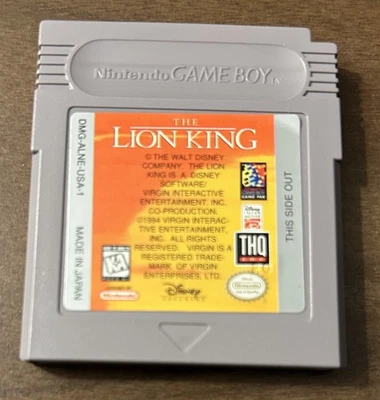 Nintendo GAME BOY
DMG-ALNE-USA-1
MADE IN JAPAN
THE
LION KING
© THE WALT DISNEY
COMPANY. THE LION
KING IS A DISNEY
SOFTWARE/
VIRGIN INTERACTIVE
ENTERTAINMENT, INC.
CO-PRODUCTION.
©1994 VIRGIN INTERAC-
TIVE ENTERTAINMENT,
INC. ALL RIGHTS
RESERVED. VIRGIN IS A
REGISTERED TRADE-
MARK OF VIRGIN
ENTERPRISES, LTD.
Disney
THQ
THIS SIDE OUT
Nintendo
Nintendo